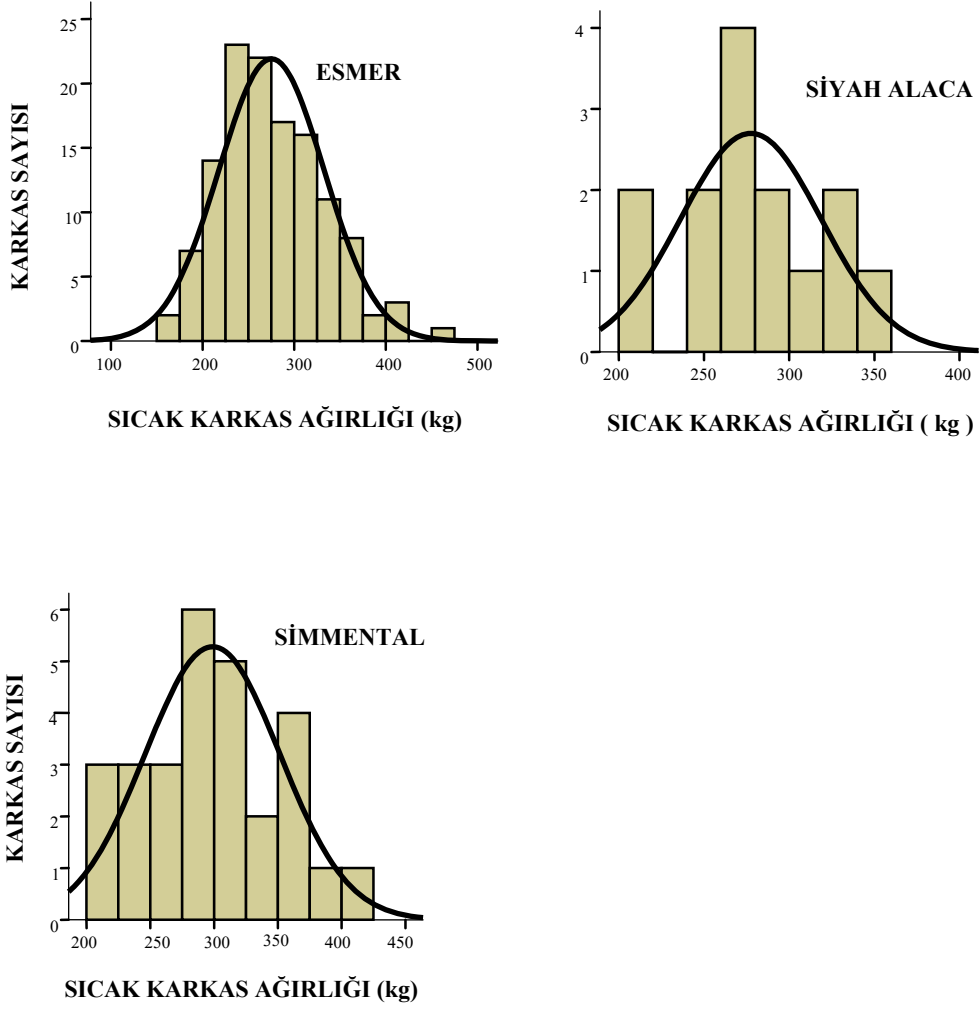 25
20
15
10
5
0
KARKAS SAYISI
ESMER
100 200 300 400 500
SICAK KARKAS AĞIRLIĞI (kg)
4
3
2
1
0
SİYAH ALACA
200 250 300 350 400
SICAK KARKAS AĞIRLIĞI ( kg )
6
5
4
3
2
1
0
KARKAS SAYISI
SİMMENTAL
200 250 300 350 400 450
SICAK KARKAS AĞIRLIĞI (kg)